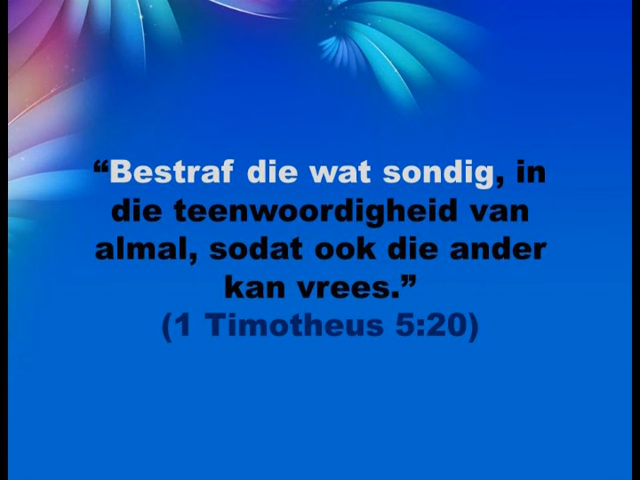 “Bestraf die wat sondig, in
die teenwoordigheid van
almal, sodat ook die ander
kan vrees.”
(1 Timotheus 5:20)